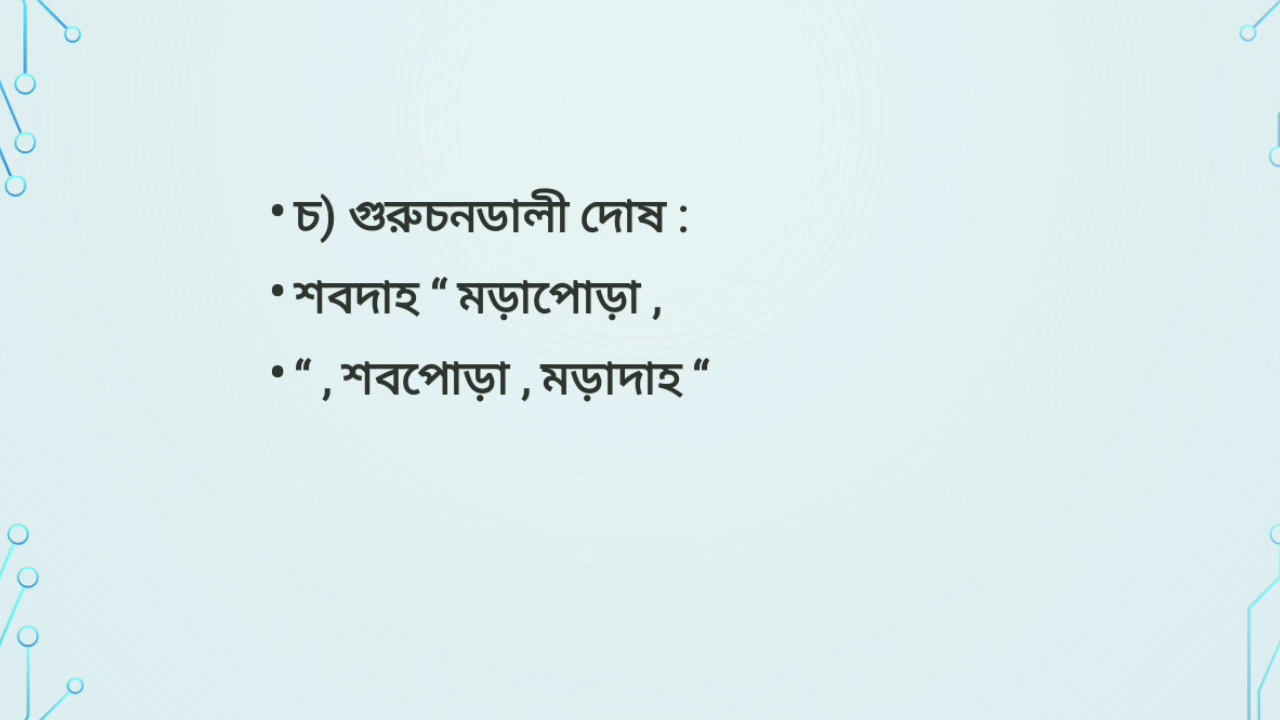 • চ) গুরুচনডালী দোষ :
• শবদাহ “ মড়াপোড়া ,
• “ , শবপোড়া , মড়াদাহ “